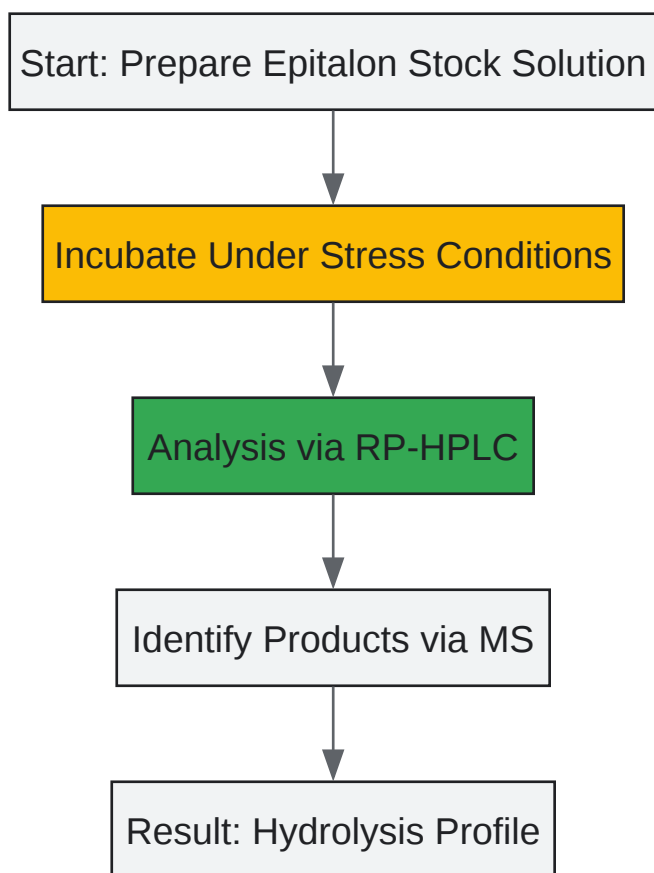 Start: Prepare Epitalon Stock Solution
Incubate Under Stress Conditions
Analysis via RP-HPLC
Identify Products via MS
Result: Hydrolysis Profile